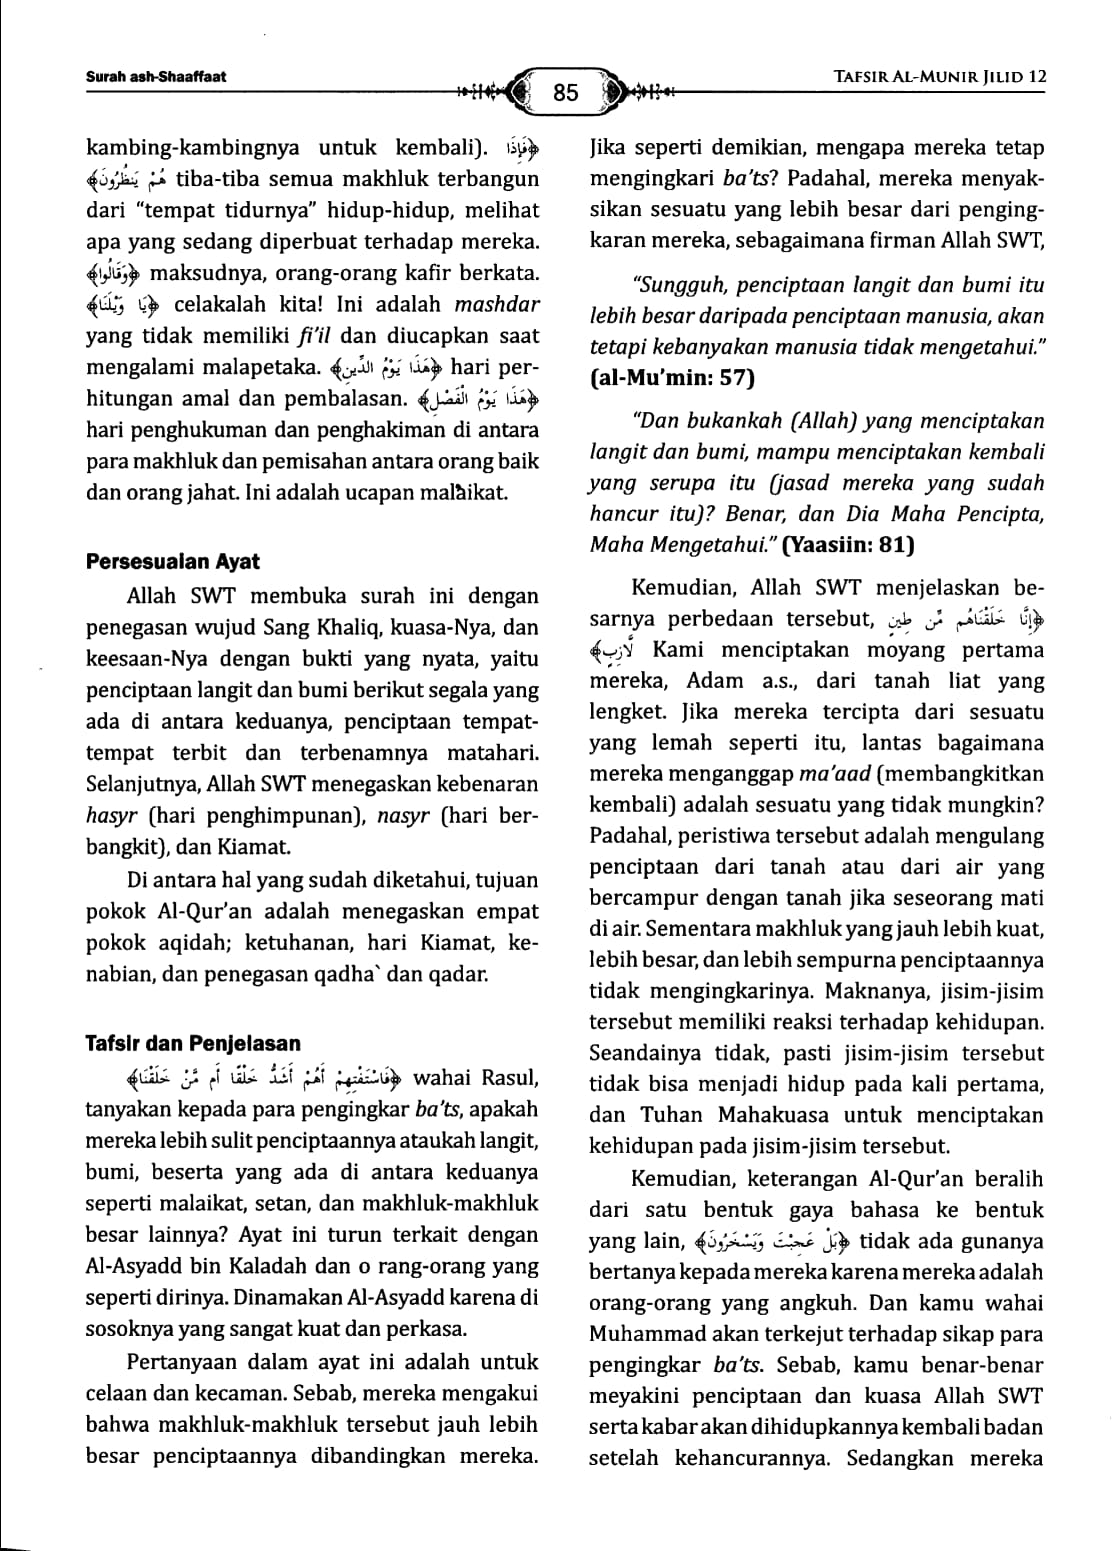 Surah ash-Shaaffaat
85
Tafsir Al-Munir Jilid 12
kambing-kambingnya untuk kembali). ﴿فَإِذَا
هُمْ يَنظُرُونَ﴾ tiba-tiba semua makhluk terbangun
dari “tempat tidurnya” hidup-hidup, melihat
apa yang sedang diperbuat terhadap mereka.
﴿وَقَالُوا﴾ maksudnya, orang-orang kafir berkata.
﴿يَا وَيْلَنَا﴾ celakalah kita! Ini adalah mashdar
yang tidak memiliki fi’il dan diucapkan saat
mengalami malapetaka. ﴿هَذَا يَوْمُ الدِّينِ﴾ hari per-
hitungan amal dan pembalasan. ﴿هَذَا يَوْمُ الْفَصْلِ﴾
hari penghukuman dan penghakiman di antara
para makhluk dan pemisahan antara orang baik
dan orang jahat. Ini adalah ucapan malaikat.
Persesuaian Ayat
Allah SWT membuka surah ini dengan
penegasan wujud Sang Khaliq, kuasa-Nya, dan
keesaan-Nya dengan bukti yang nyata, yaitu
penciptaan langit dan bumi berikut segala yang
ada di antara keduanya, penciptaan tempat-
tempat terbit dan terbenamnya matahari.
Selanjutnya, Allah SWT menegaskan kebenaran
hasyr (hari penghimpunan), nasyr (hari ber-
bangkit), dan Kiamat.
Di antara hal yang sudah diketahui, tujuan
pokok Al-Qur’an adalah menegaskan empat
pokok aqidah; ketuhanan, hari Kiamat, ke-
nabian, dan penegasan qadha` dan qadar.
Tafsir dan Penjelasan
﴿فَاسْتَفْتِهِمْ أَهُمْ أَشَدُّ خَلْقًا أَم مَّنْ خَلَقْنَا﴾ wahai Rasul,
tanyakan kepada para pengingkar ba’ts, apakah
mereka lebih sulit penciptaannya ataukah langit,
bumi, beserta yang ada di antara keduanya
seperti malaikat, setan, dan makhluk-makhluk
besar lainnya? Ayat ini turun terkait dengan
Al-Asyadd bin Kaladah dan o rang-orang yang
seperti dirinya. Dinamakan Al-Asyadd karena di
sosoknya yang sangat kuat dan perkasa.
Pertanyaan dalam ayat ini adalah untuk
celaan dan kecaman. Sebab, mereka mengakui
bahwa makhluk-makhluk tersebut jauh lebih
besar penciptaannya dibandingkan mereka.
Jika seperti demikian, mengapa mereka tetap
mengingkari ba’ts? Padahal, mereka menyak-
sikan sesuatu yang lebih besar dari penging-
karan mereka, sebagaimana firman Allah SWT,
“Sungguh, penciptaan langit dan bumi itu
lebih besar daripada penciptaan manusia, akan
tetapi kebanyakan manusia tidak mengetahui.”
(al-Mu’min: 57)
“Dan bukankah (Allah) yang menciptakan
langit dan bumi, mampu menciptakan kembali
yang serupa itu (jasad mereka yang sudah
hancur itu)? Benar, dan Dia Maha Pencipta,
Maha Mengetahui.” (Yaasiin: 81)
Kemudian, Allah SWT menjelaskan be-
sarnya perbedaan tersebut, ﴿إِنَّا خَلَقْنَاهُم مِّن طِينٍ
لَّازِبٍ﴾ Kami menciptakan moyang pertama
mereka, Adam a.s., dari tanah liat yang
lengket. Jika mereka tercipta dari sesuatu
yang lemah seperti itu, lantas bagaimana
mereka menganggap ma’aad (membangkitkan
kembali) adalah sesuatu yang tidak mungkin?
Padahal, peristiwa tersebut adalah mengulang
penciptaan dari tanah atau dari air yang
bercampur dengan tanah jika seseorang mati
di air. Sementara makhluk yang jauh lebih kuat,
lebih besar, dan lebih sempurna penciptaannya
tidak mengingkarinya. Maknanya, jisim-jisim
tersebut memiliki reaksi terhadap kehidupan.
Seandainya tidak, pasti jisim-jisim tersebut
tidak bisa menjadi hidup pada kali pertama,
dan Tuhan Mahakuasa untuk menciptakan
kehidupan pada jisim-jisim tersebut.
Kemudian, keterangan Al-Qur’an beralih
dari satu bentuk gaya bahasa ke bentuk
yang lain, ﴿بَلْ عَجِبْتَ وَيَسْخَرُونَ﴾ tidak ada gunanya
bertanya kepada mereka karena mereka adalah
orang-orang yang angkuh. Dan kamu wahai
Muhammad akan terkejut terhadap sikap para
pengingkar ba’ts. Sebab, kamu benar-benar
meyakini penciptaan dan kuasa Allah SWT
serta kabar akan dihidupkannya kembali badan
setelah kehancurannya. Sedangkan mereka